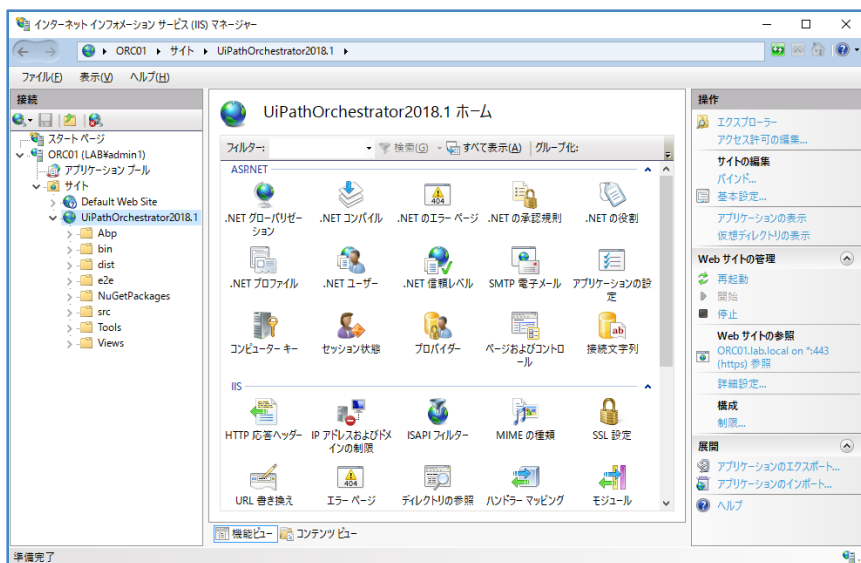 インターネット インフォメーション サービス (IIS) マネージャー
ORC01 ▸ サイト ▸ UiPathOrchestrator2018.1 ▸
ファイル(F) 表示(V) ヘルプ(H)
接続
スタート ページ
ORC01 (LAB¥admin1)
アプリケーション プール
サイト
Default Web Site
UiPathOrchestrator2018.1
Abp
bin
dist
e2e
NuGetPackages
src
Tools
Views
UiPathOrchestrator2018.1 ホーム
フィルター: 検索(G) すべて表示(A) グループ化:
ASP.NET
.NET グローバリゼー
ション
.NET コンパイル
.NET のエラー ページ
.NET の承認規則
.NET の役割
.NET プロファイル
.NET ユーザー
.NET 信頼レベル
SMTP 電子メール
アプリケーションの設
定
コンピューター キー
セッション状態
プロバイダー
ページおよびコントロ
ール
接続文字列
IIS
HTTP 応答ヘッダー
IP アドレスおよびドメ
インの制限
ISAPI フィルター
MIME の種類
SSL 設定
URL 書き換え
エラー ページ
ディレクトリの参照
ハンドラー マッピング
モジュール
機能ビュー コンテンツ ビュー
操作
エクスプローラー
アクセス許可の編集...
サイトの編集
バインド...
基本設定...
アプリケーションの表示
仮想ディレクトリの表示
Web サイトの管理
再起動
開始
停止
Web サイトの参照
ORC01.lab.local on *:443
(https) 参照
詳細設定...
構成
制限...
展開
アプリケーションのエクスポート...
アプリケーションのインポート...
ヘルプ
準備完了